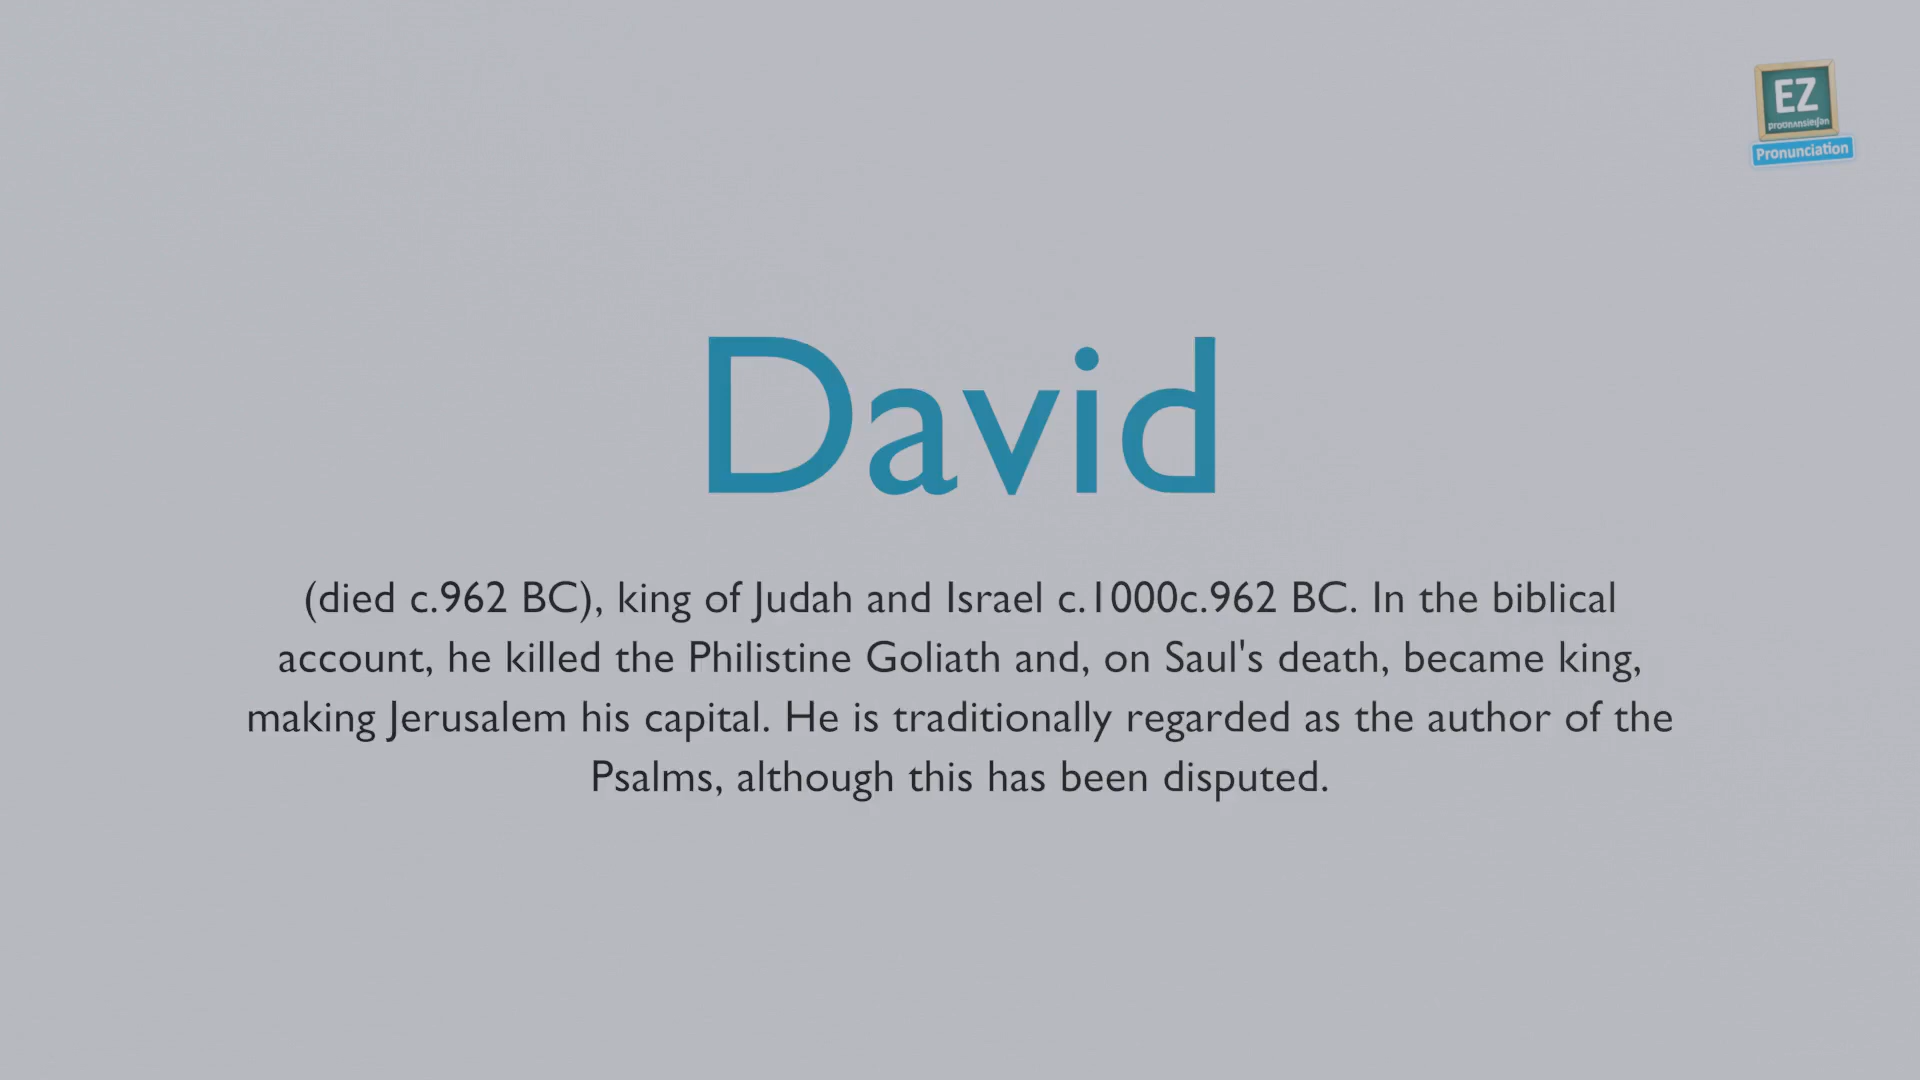 EZ
Pronunciation
David
(died c.962 BC), king of Judah and Israel c.1000c.962 BC. In the biblical
account, he killed the Philistine Goliath and, on Saul's death, became king,
making Jerusalem his capital. He is traditionally regarded as the author of the
Psalms, although this has been disputed.